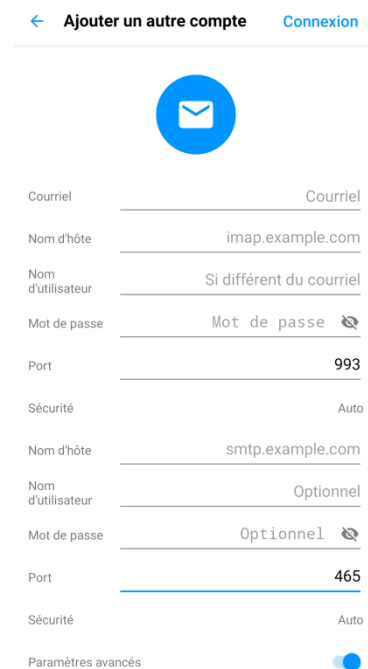 Ajouter un autre compte Connexion
Courriel Courriel
Nom d'hôte imap.example.com
Nom
d'utilisateur Si différent du courriel
Mot de passe Mot de passe
Port 993
Sécurité Auto
Nom d'hôte smtp.example.com
Nom
d'utilisateur Optionnel
Mot de passe Optionnel
Port 465
Sécurité Auto
Paramètres avancés